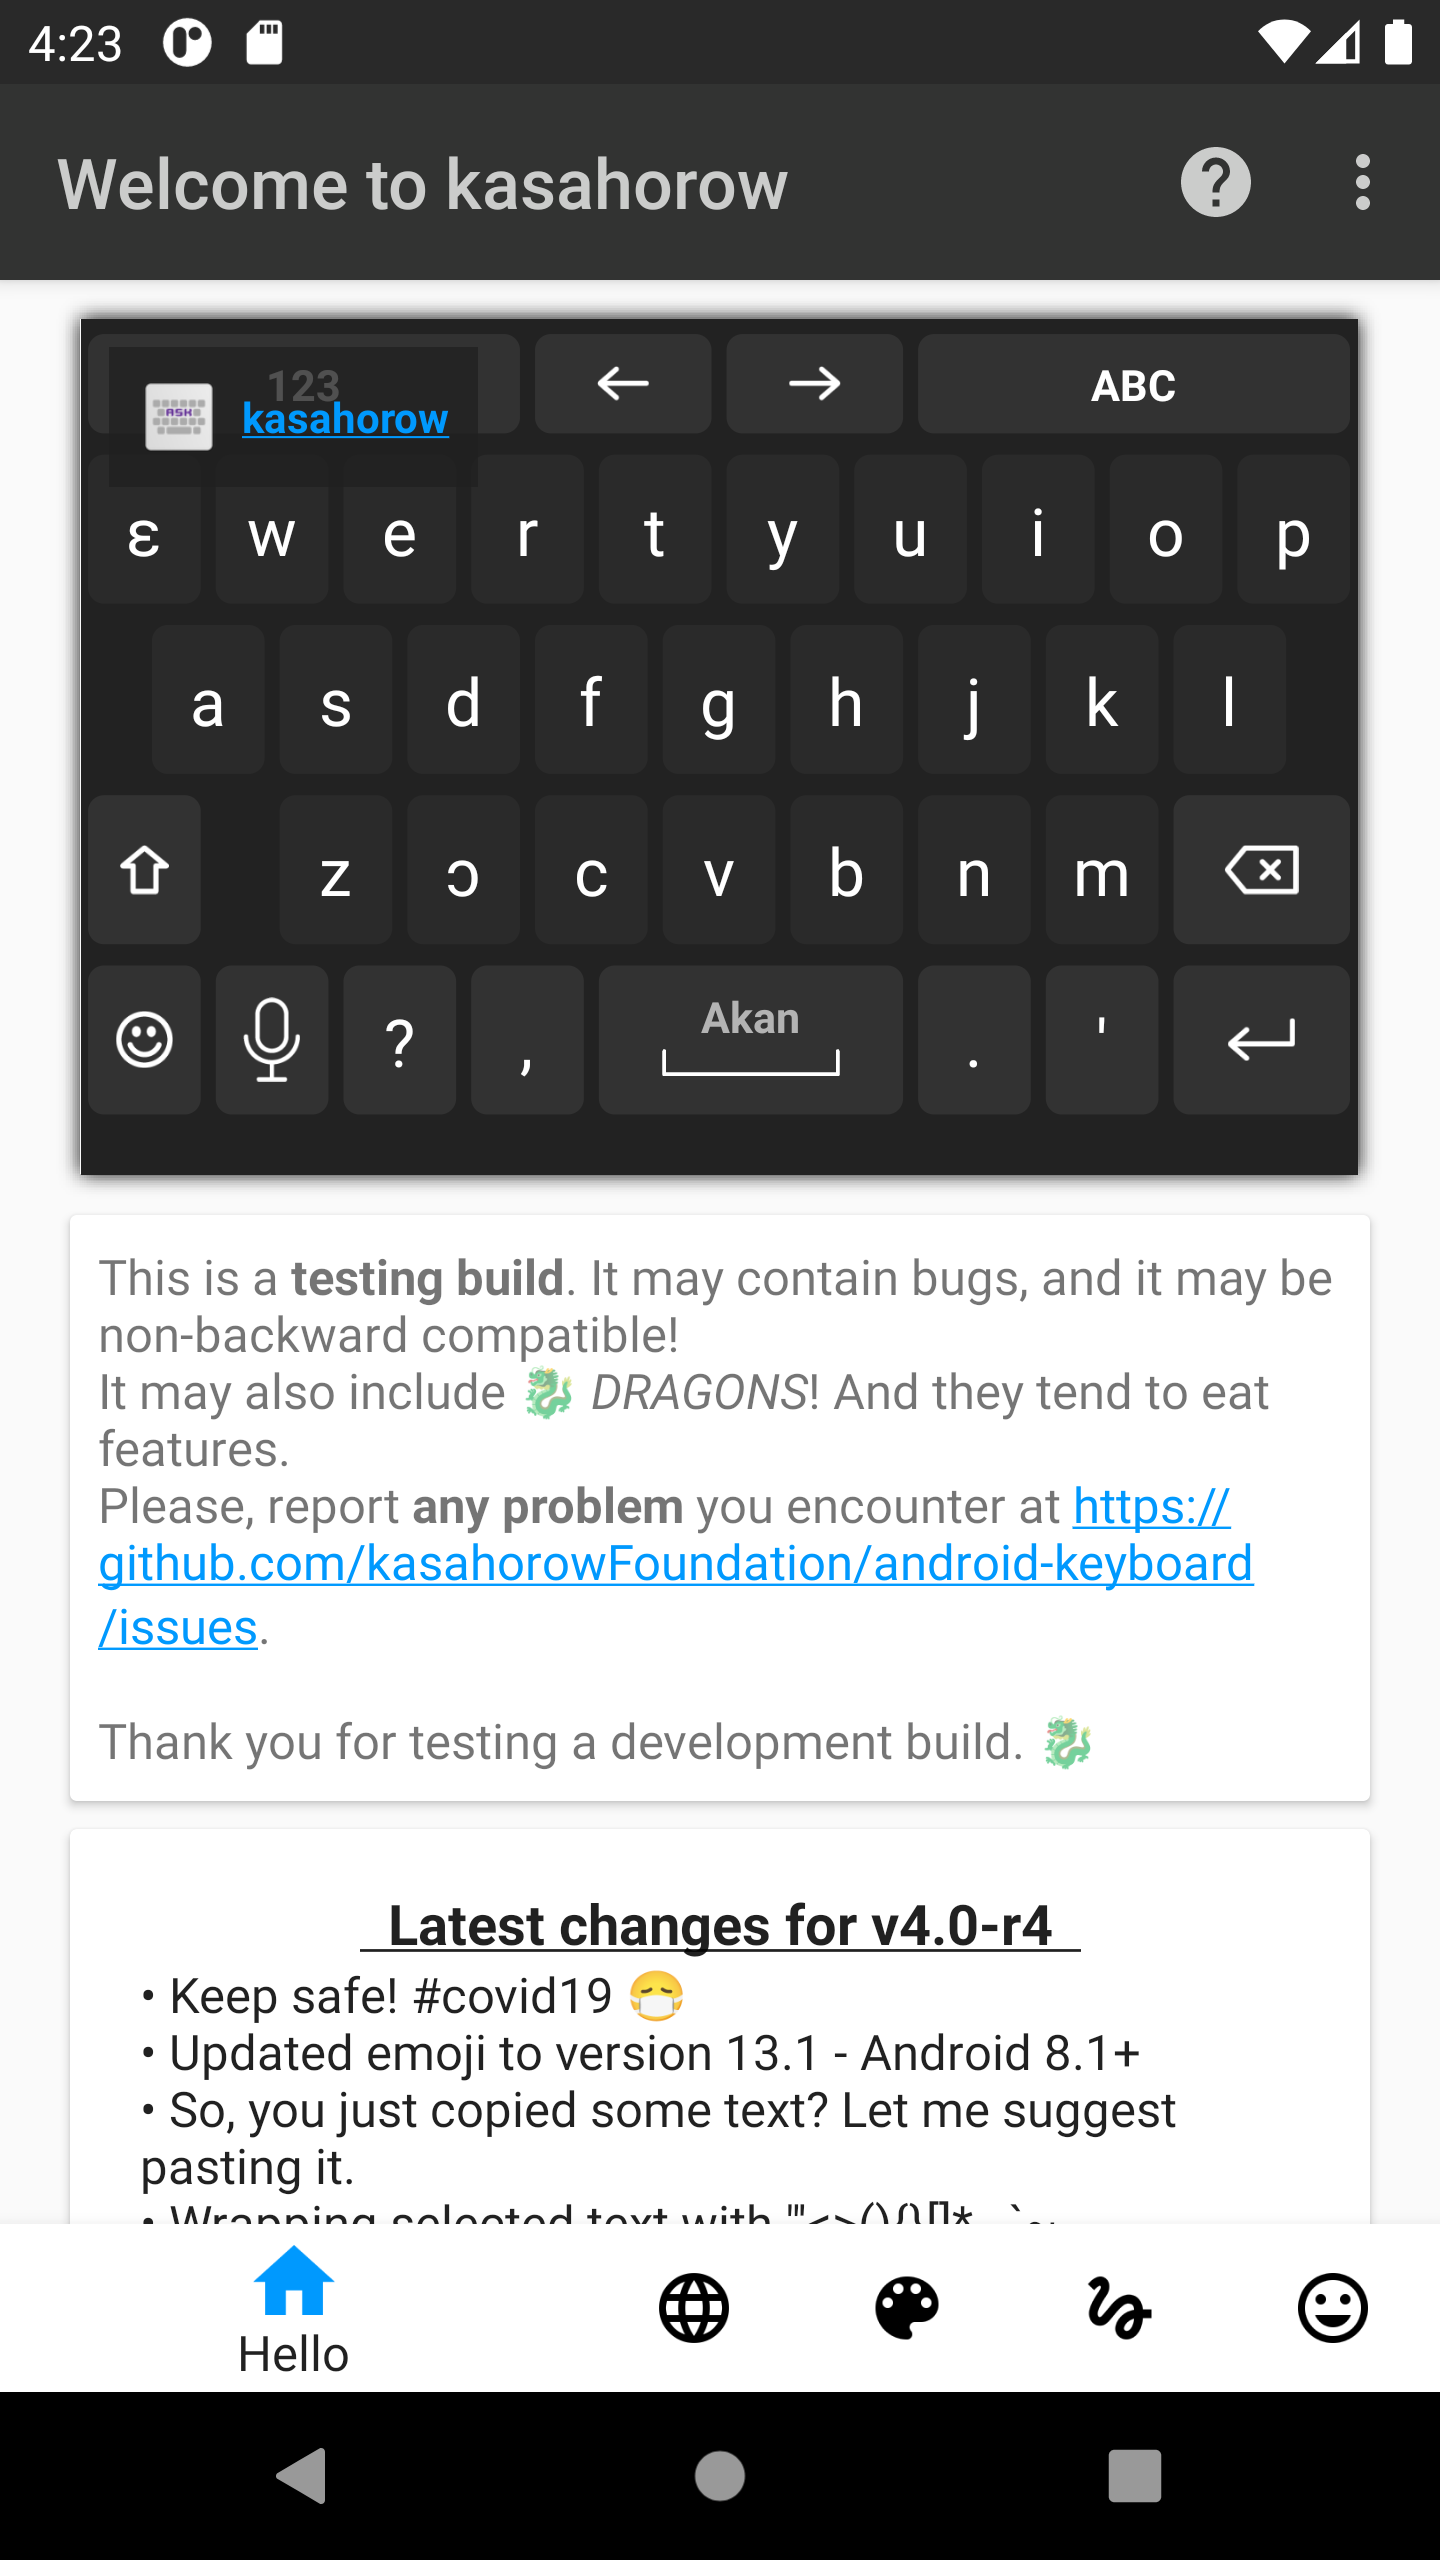 4:23
Welcome to kasahorow
123
ABC
ASK
kasahorow
ɛ w e r t y u i o p
a s d f g h j k l
z ɔ c v b n m
Akan
? , . '
This is a testing build. It may contain bugs, and it may be
non-backward compatible!
It may also include 🐉 DRAGONS! And they tend to eat
features.
Please, report any problem you encounter at https://
github.com/kasahorowFoundation/android-keyboard
/issues.
Thank you for testing a development build. 🐉
Latest changes for v4.0-r4
• Keep safe! #covid19 😷
• Updated emoji to version 13.1 - Android 8.1+
• So, you just copied some text? Let me suggest
pasting it.
• Wrapping selected text with
Hello